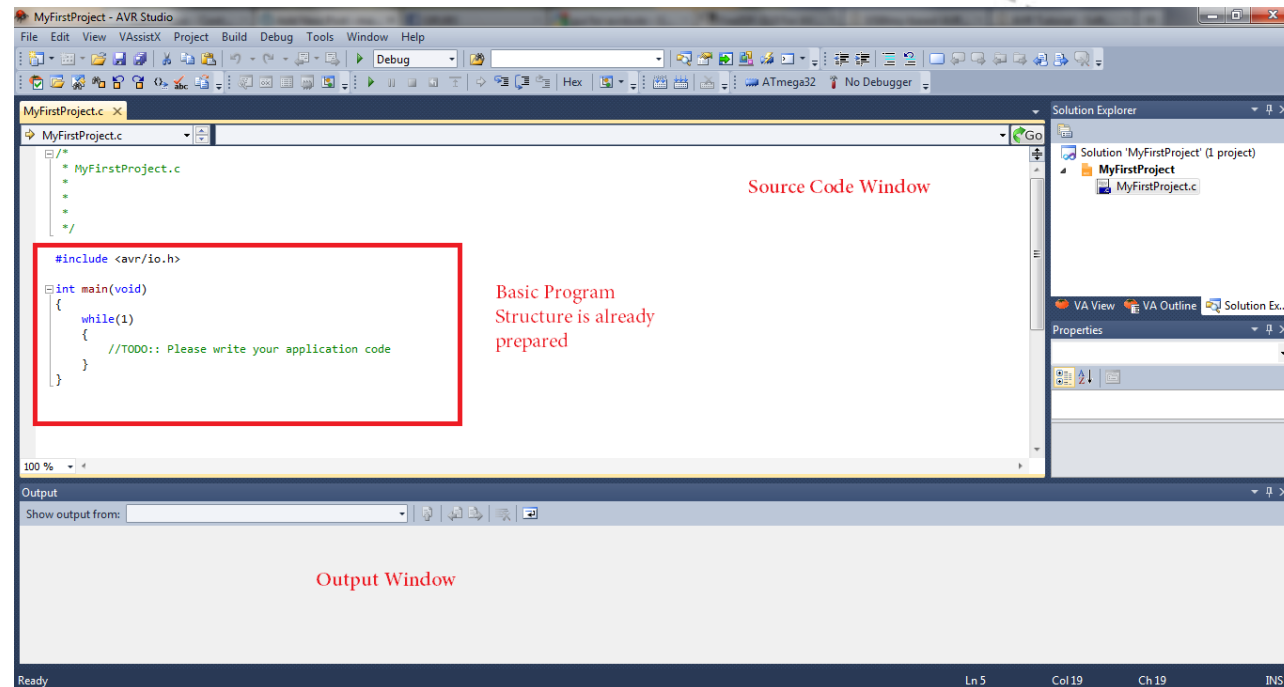 MyFirstProject - AVR Studio
File Edit View VAssistX Project Build Debug Tools Window Help
Debug
Hex ATmega32 No Debugger
MyFirstProject.c
MyFirstProject.c
Go
/*
* MyFirstProject.c
*
*
*
*/
#include <avr/io.h>
int main(void)
{
while(1)
{
//TODO:: Please write your application code
}
}
Source Code Window
Basic Program
Structure is already
prepared
100 %
Solution Explorer
Solution 'MyFirstProject' (1 project)
MyFirstProject
MyFirstProject.c
VA View VA Outline Solution Ex..
Properties
Output
Show output from:
Output Window
Ready Ln 5 Col 19 Ch 19 INS